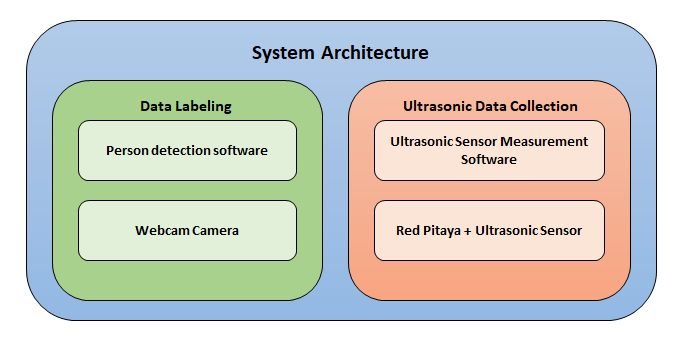 System Architecture
Data Labeling
Person detection software
Webcam Camera
Ultrasonic Data Collection
Ultrasonic Sensor Measurement
Software
Red Pitaya + Ultrasonic Sensor